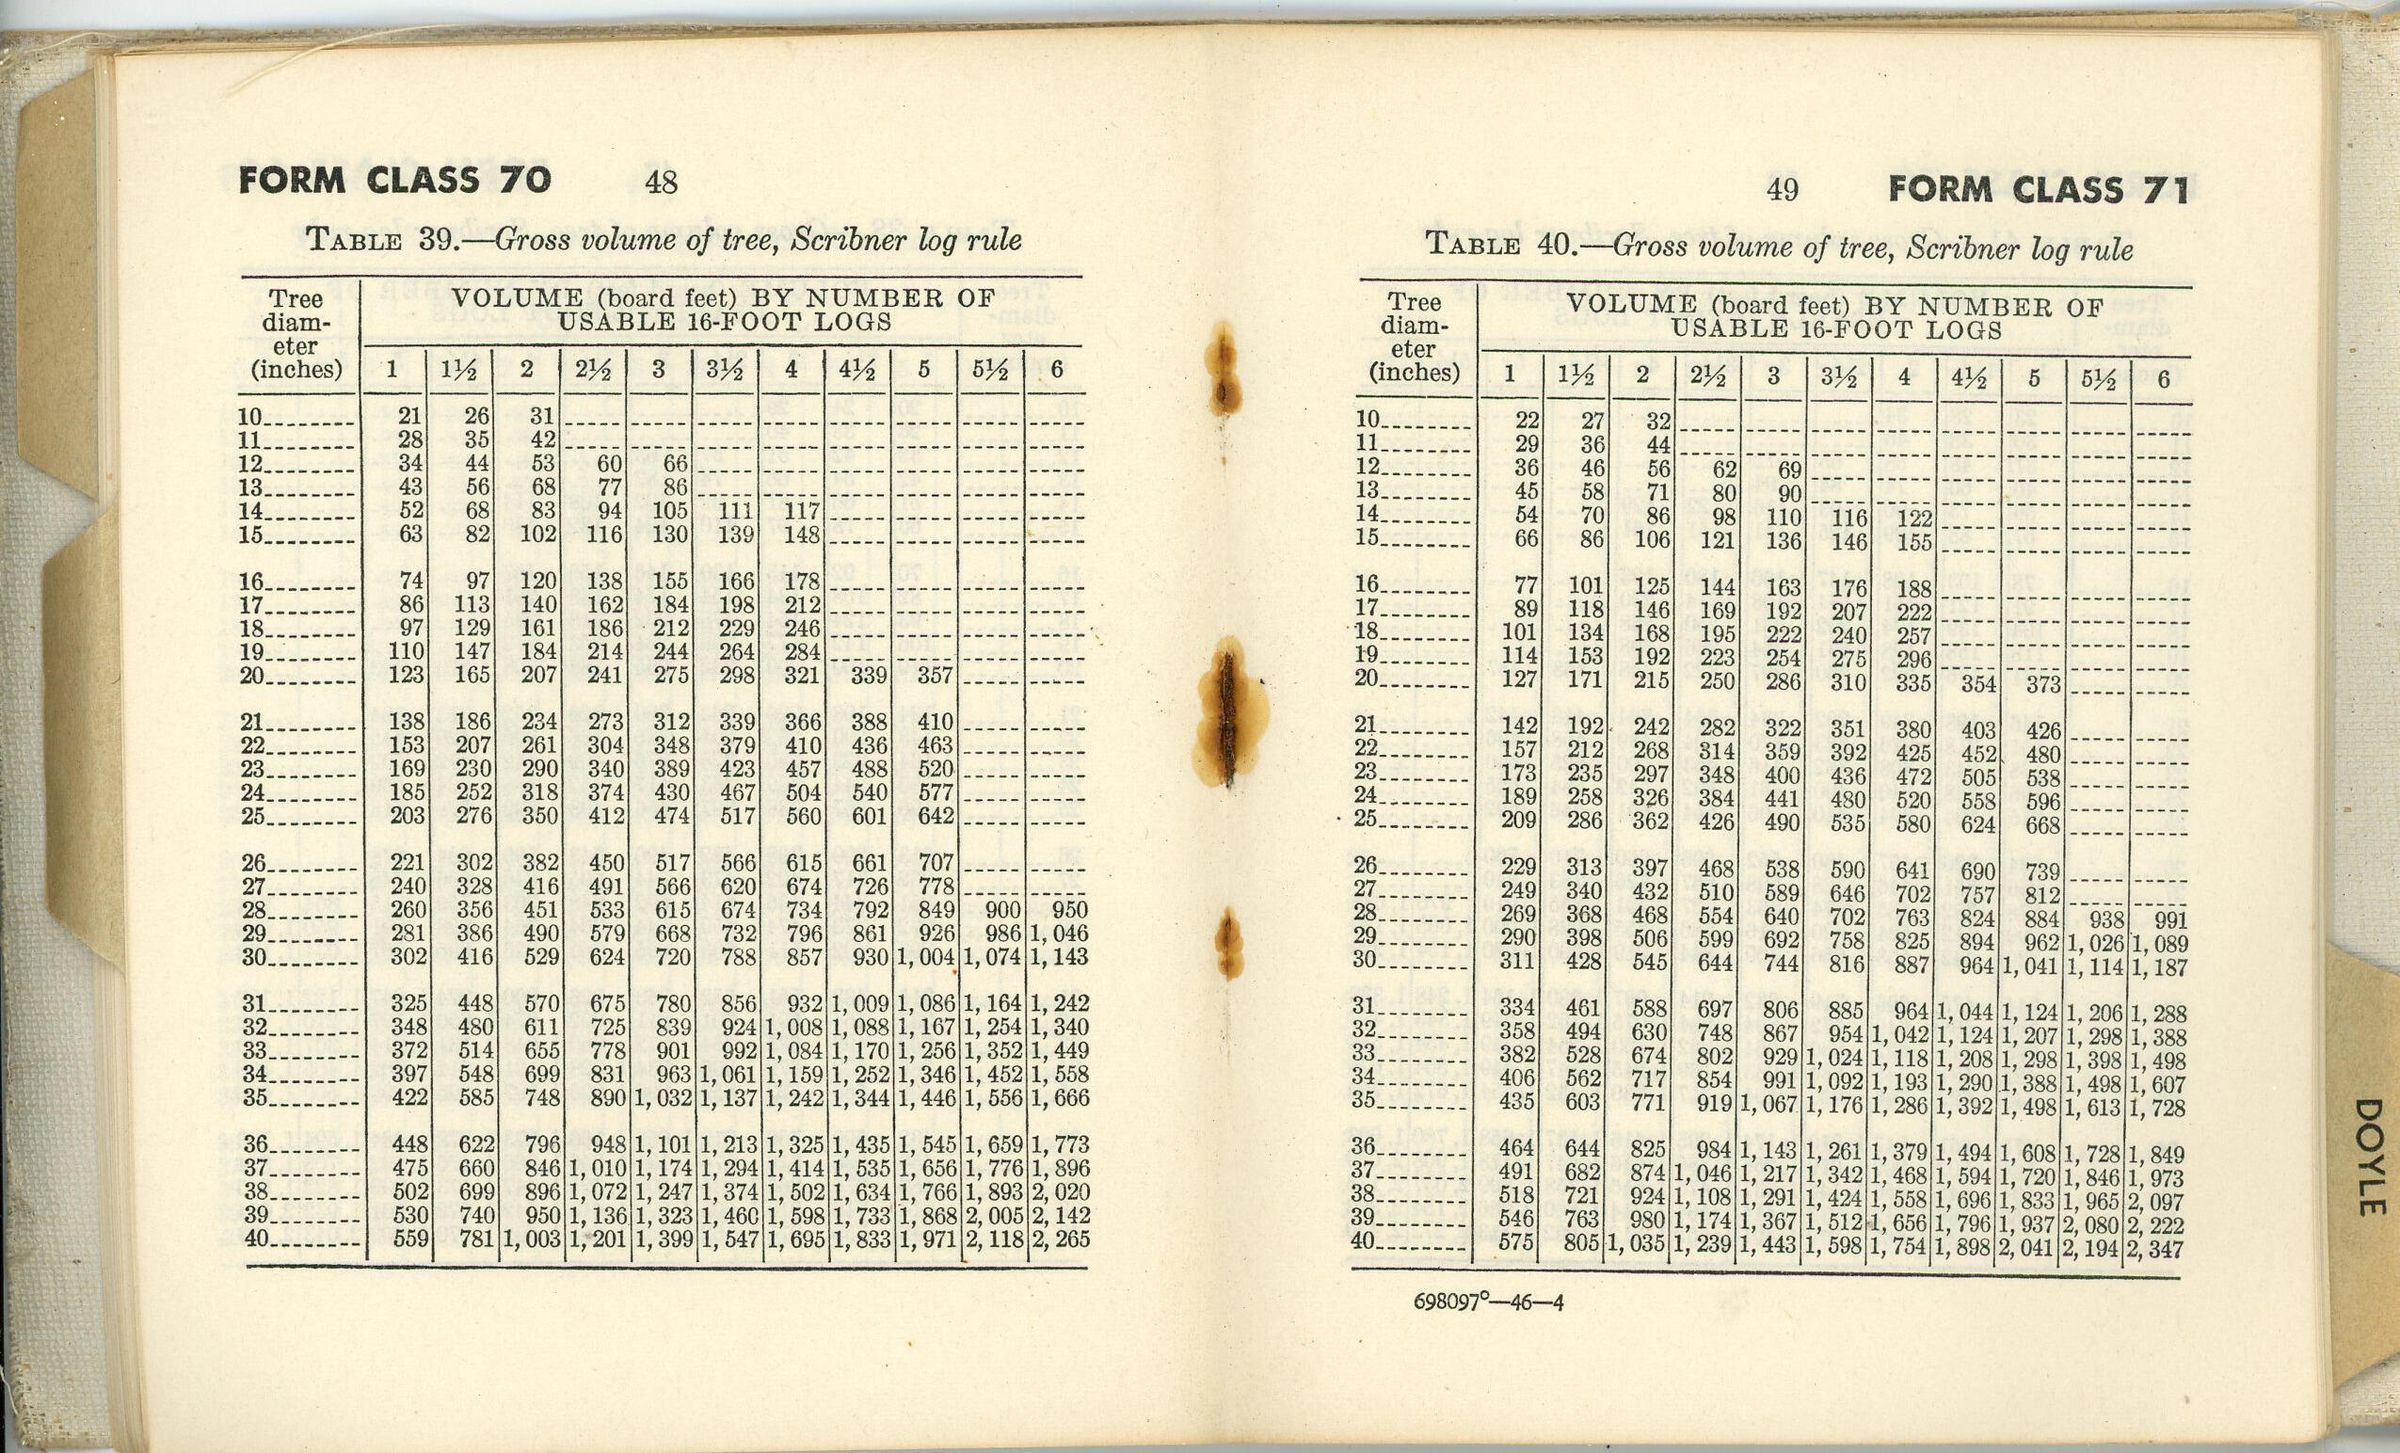 FORM CLASS 70 48
TABLE 39.—Gross volume of tree, Scribner log rule
Tree diam-eter (inches) VOLUME (board feet) BY NUMBER OF
USABLE 16-FOOT LOGS
1 1½ 2 2½ 3 3½ 4 4½ 5 5½ 6
10 21 26 31
11 28 35 42
12 34 44 53 60 66
13 43 56 68 77 86
14 52 68 83 94 105 111 117
15 63 82 102 116 130 139 148
16 74 97 120 138 155 166 178
17 86 113 140 162 184 198 212
18 97 129 161 186 212 229 246
19 110 147 184 214 244 264 284
20 123 165 207 241 275 298 321 339 357
21 138 186 234 273 312 339 366 388 410
22 153 207 261 304 348 379 410 436 463
23 169 230 290 340 389 423 457 488 520
24 185 252 318 374 430 467 504 540 577
25 203 276 350 412 474 517 560 601 642
26 221 302 382 450 517 566 615 661 707
27 240 328 416 491 566 620 674 726 778
28 260 356 451 533 615 674 734 792 849 900 950
29 281 386 490 579 668 732 796 861 926 986 1,046
30 302 416 529 624 720 788 857 930 1,004 1,074 1,143
31 325 448 570 675 780 856 932 1,009 1,086 1,164 1,242
32 348 480 611 725 839 924 1,008 1,088 1,167 1,254 1,340
33 372 514 655 778 901 992 1,084 1,170 1,256 1,352 1,449
34 397 548 699 831 963 1,061 1,159 1,252 1,346 1,452 1,558
35 422 585 748 890 1,032 1,137 1,242 1,344 1,446 1,556 1,666
36 448 622 796 948 1,101 1,213 1,325 1,435 1,545 1,659 1,773
37 475 660 846 1,010 1,174 1,294 1,414 1,535 1,656 1,776 1,896
38 502 699 896 1,072 1,247 1,374 1,502 1,634 1,766 1,893 2,020
39 530 740 950 1,136 1,323 1,460 1,598 1,733 1,868 2,005 2,142
40 559 781 1,003 1,201 1,399 1,547 1,695 1,833 1,971 2,118 2,265
49 FORM CLASS 71
TABLE 40.—Gross volume of tree, Scribner log rule
Tree diam-eter (inches) VOLUME (board feet) BY NUMBER OF
USABLE 16-FOOT LOGS
1 1½ 2 2½ 3 3½ 4 4½ 5 5½ 6
10 22 27 32
11 29 36 44
12 36 46 56 62 69
13 45 58 71 80 90
14 54 70 86 98 110 116 122
15 66 86 106 121 136 146 155
16 77 101 125 144 163 176 188
17 89 118 146 169 192 207 222
18 101 134 168 195 222 240 257
19 114 153 192 223 254 275 296
20 127 171 215 250 286 310 335 354 373
21 142 192 242 282 322 351 380 403 426
22 157 212 268 314 359 392 425 452 480
23 173 235 297 348 400 436 472 505 538
24 189 258 326 384 441 480 520 558 596
25 209 286 362 426 490 535 580 624 668
26 229 313 397 468 538 590 641 690 739
27 249 340 432 510 589 646 702 757 812
28 269 368 468 554 640 702 763 824 884 938 991
29 290 398 506 599 692 758 825 894 962 1,026 1,089
30 311 428 545 644 744 816 887 964 1,041 1,114 1,187
31 334 461 588 697 806 885 964 1,044 1,124 1,206 1,288
32 358 494 630 748 867 954 1,042 1,124 1,207 1,298 1,388
33 382 528 674 802 929 1,024 1,118 1,208 1,298 1,398 1,498
34 406 562 717 854 991 1,092 1,193 1,290 1,388 1,498 1,607
35 435 603 771 919 1,067 1,176 1,286 1,392 1,498 1,613 1,728
36 464 644 825 984 1,143 1,261 1,379 1,494 1,608 1,728 1,849
37 491 682 874 1,046 1,217 1,342 1,468 1,594 1,720 1,846 1,973
38 518 721 924 1,108 1,291 1,424 1,558 1,696 1,833 1,965 2,097
39 546 763 980 1,174 1,367 1,512 1,656 1,796 1,937 2,080 2,222
40 575 805 1,035 1,239 1,443 1,598 1,754 1,898 2,041 2,194 2,347
698097°—46—4
DOYLE